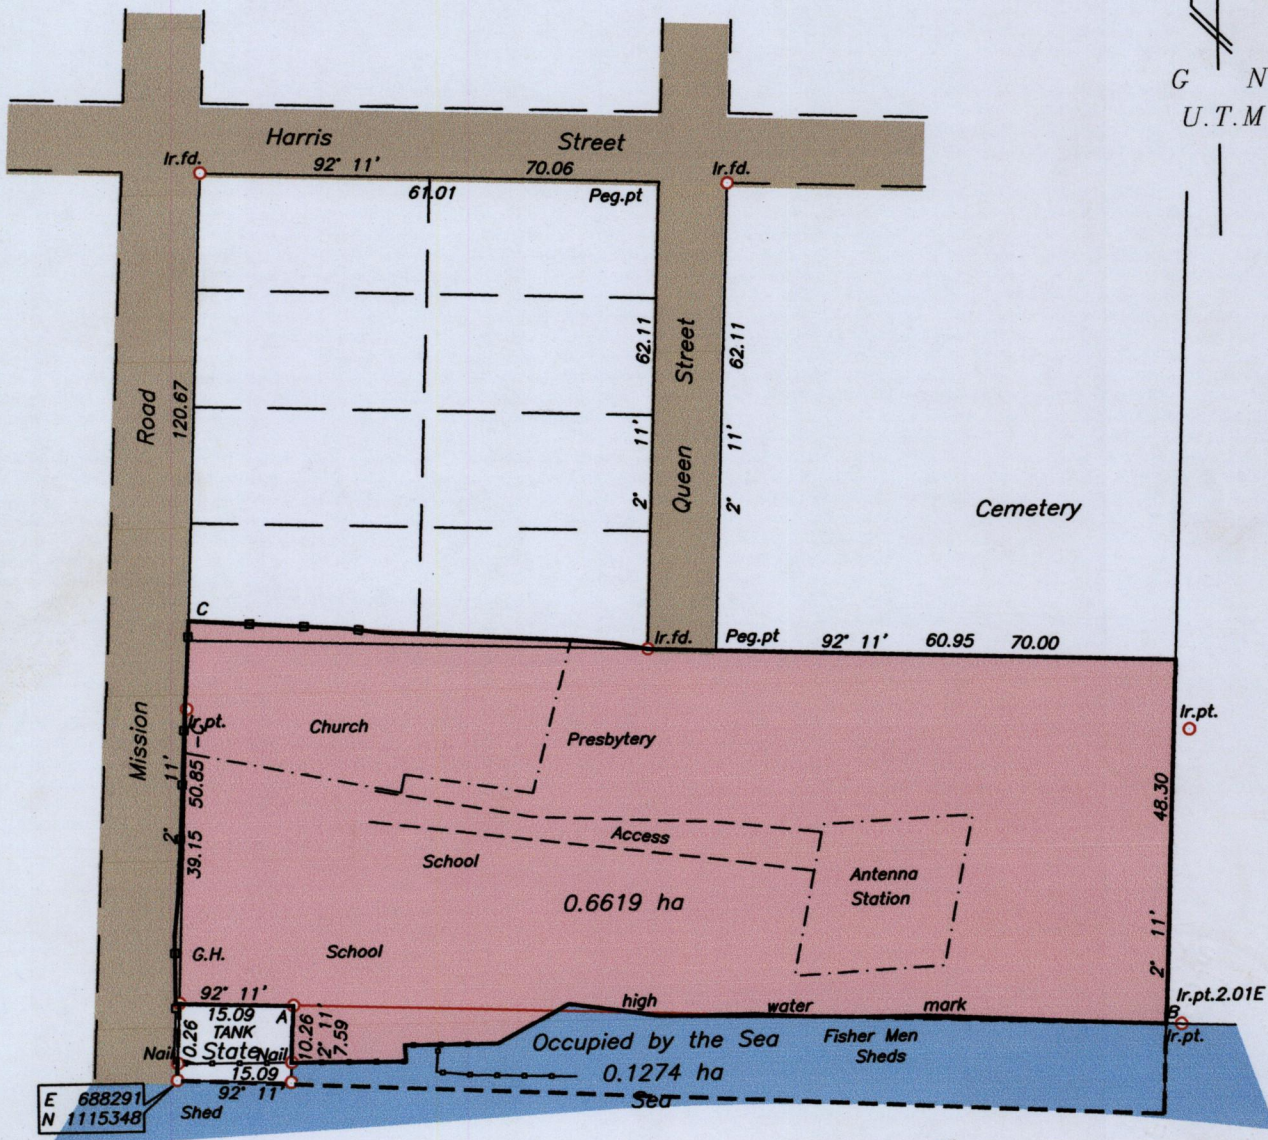 G N
U.T.M
Harris Street
Ir.fd.
92° 11' 70.06
Ir.fd.
61.01
Peg.pt
Road
120.67
62.11
11'
2°
Queen Street
62.11
11'
2°
Cemetery
C
Ir.fd.
Peg.pt
92° 11' 60.95 70.00
Mission
Ir.pt.
Church
Presbytery
Ir.pt.
11'
2°
50.85
39.15
48.30
11'
2°
Access
School
Antenna
Station
0.6619 ha
G.H.
School
92° 11'
15.09
A
TANK
State
0.26
10.26
2° 11'
7.59
Nail
Nail
15.09
92° 11'
high water mark
Ir.pt.2.01E
B
Ir.pt.
Occupied by the Sea
Fisher Men
Sheds
0.1274 ha
Sea
E 688291
N 1115348
Shed